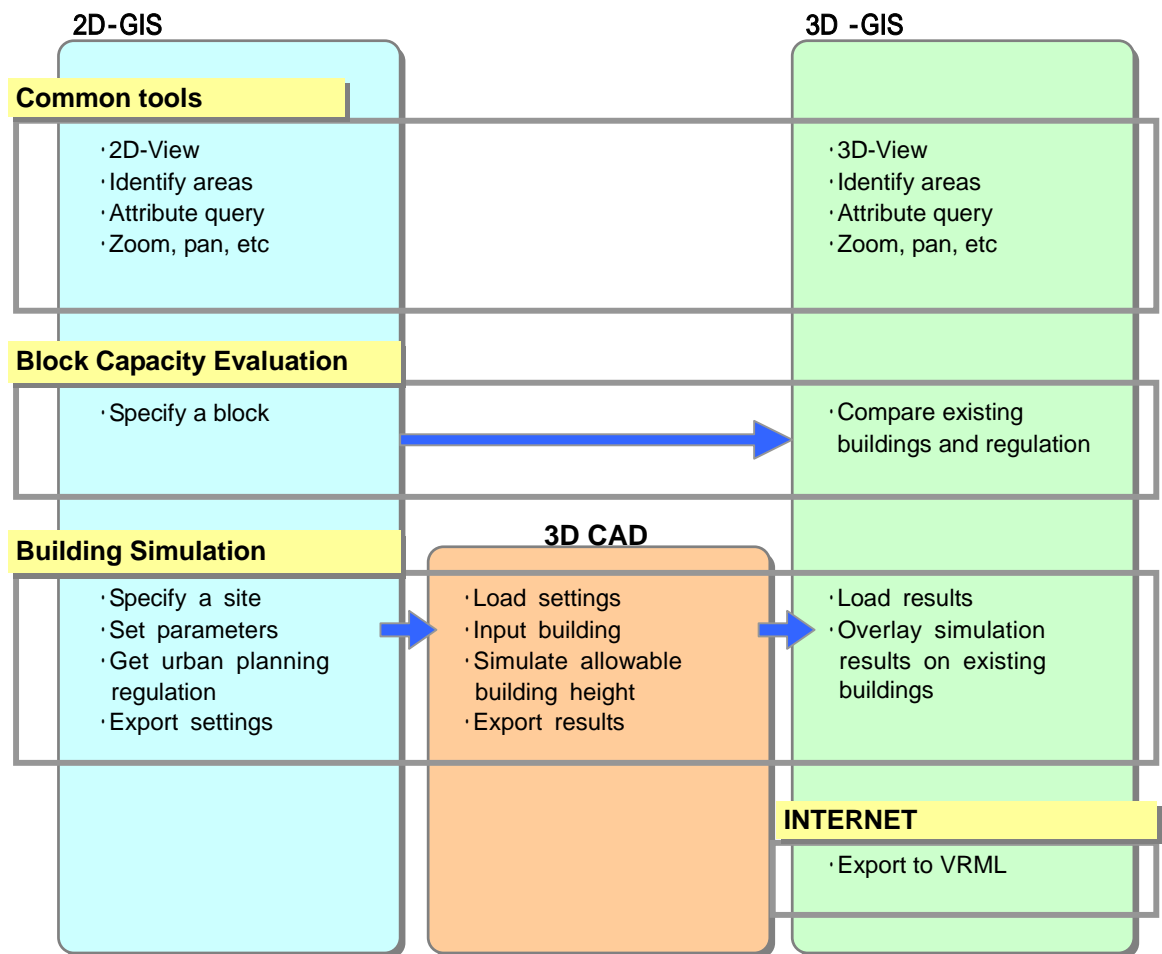 2D-GIS
3D -GIS
Common tools
·2D-View
·Identify areas
·Attribute query
·Zoom, pan, etc
·3D-View
·Identify areas
·Attribute query
·Zoom, pan, etc
Block Capacity Evaluation
·Specify a block
·Compare existing
buildings and regulation
3D CAD
Building Simulation
·Specify a site
·Set parameters
·Get urban planning
regulation
·Export settings
·Load settings
·Input building
·Simulate allowable
building height
·Export results
·Load results
·Overlay simulation
results on existing
buildings
INTERNET
·Export to VRML